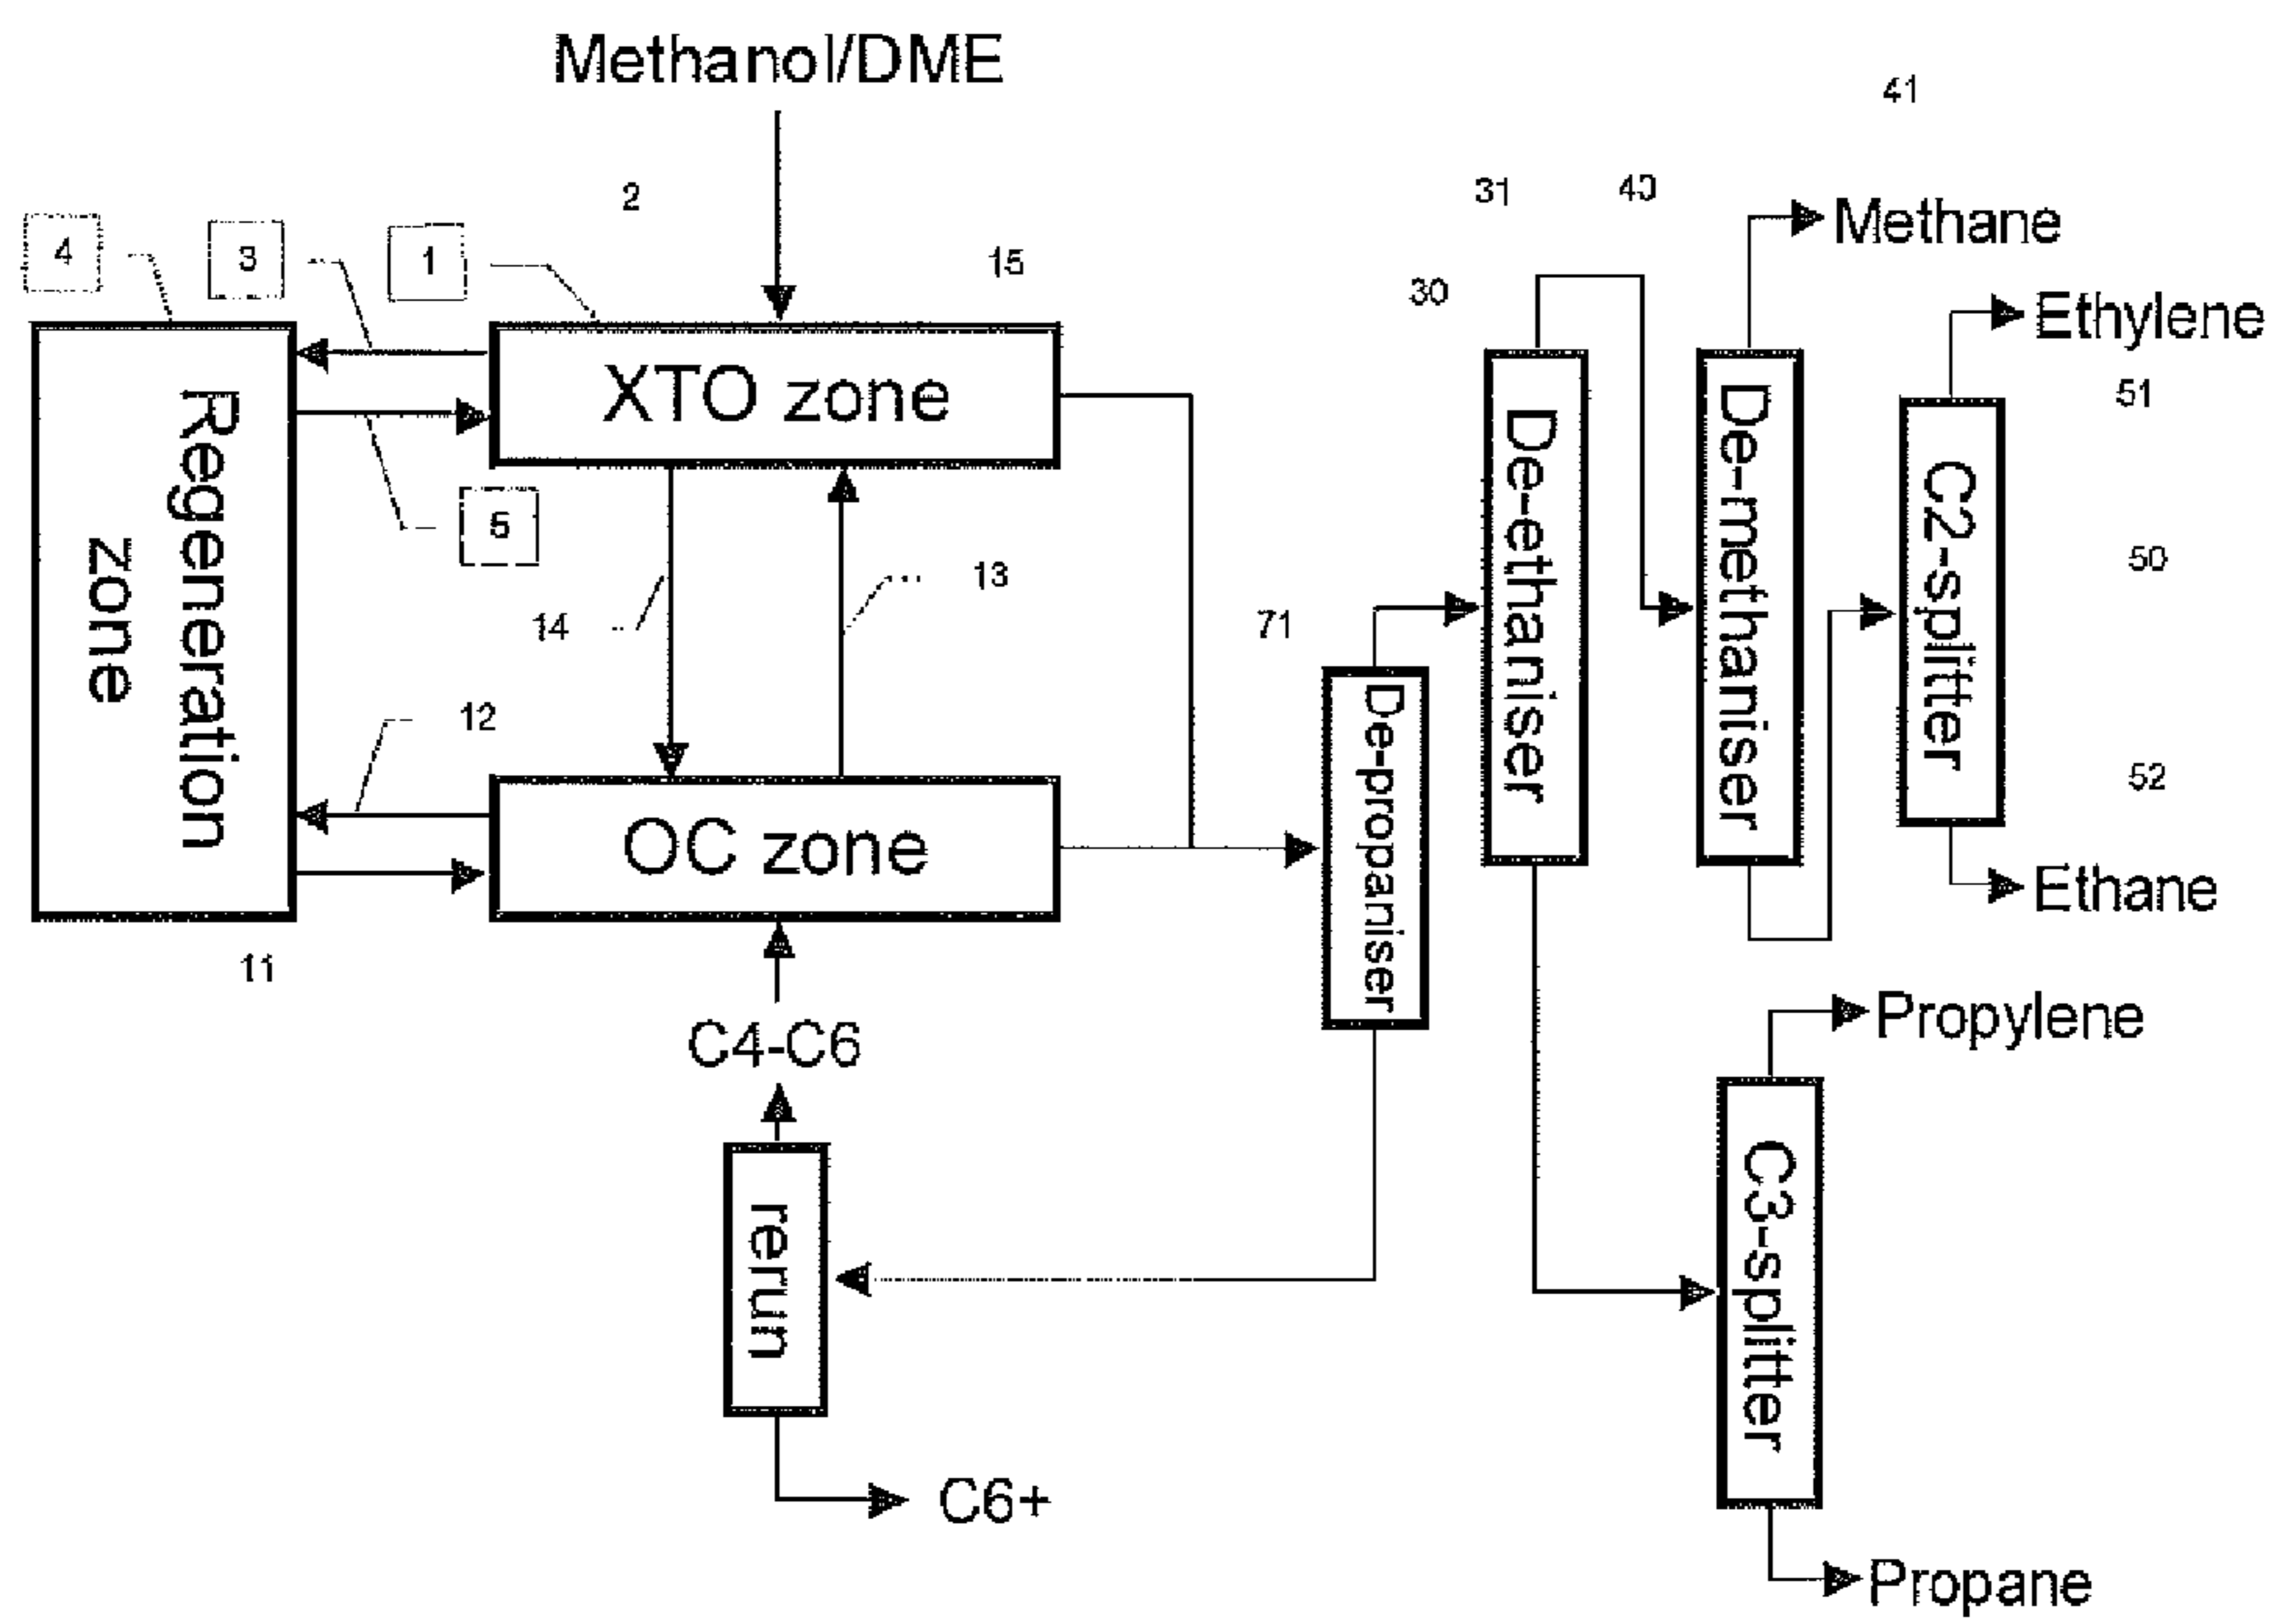 Methanol/DME
41
2
31
43
Methane
4
3
1
15
30
Ethylene
XTO zone
51
Regeneration
zone
De-ethaniser
De-methaniser
C2-splitter
5
13
50
14
71
12
De-propaniser
52
OC zone
Ethane
11
C4-C6
Propylene
rerun
C3-splitter
C6+
Propane